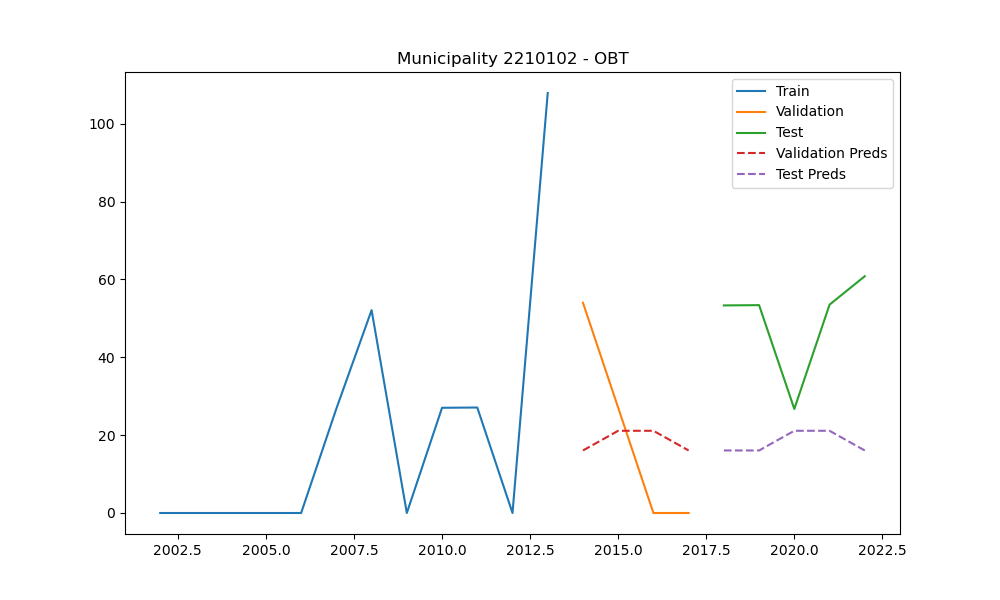 Municipality 2210102 - OBT
Train
Validation
Test
Validation Preds
Test Preds
100
80
60
40
20
0
2002.5 2005.0 2007.5 2010.0 2012.5 2015.0 2017.5 2020.0 2022.5